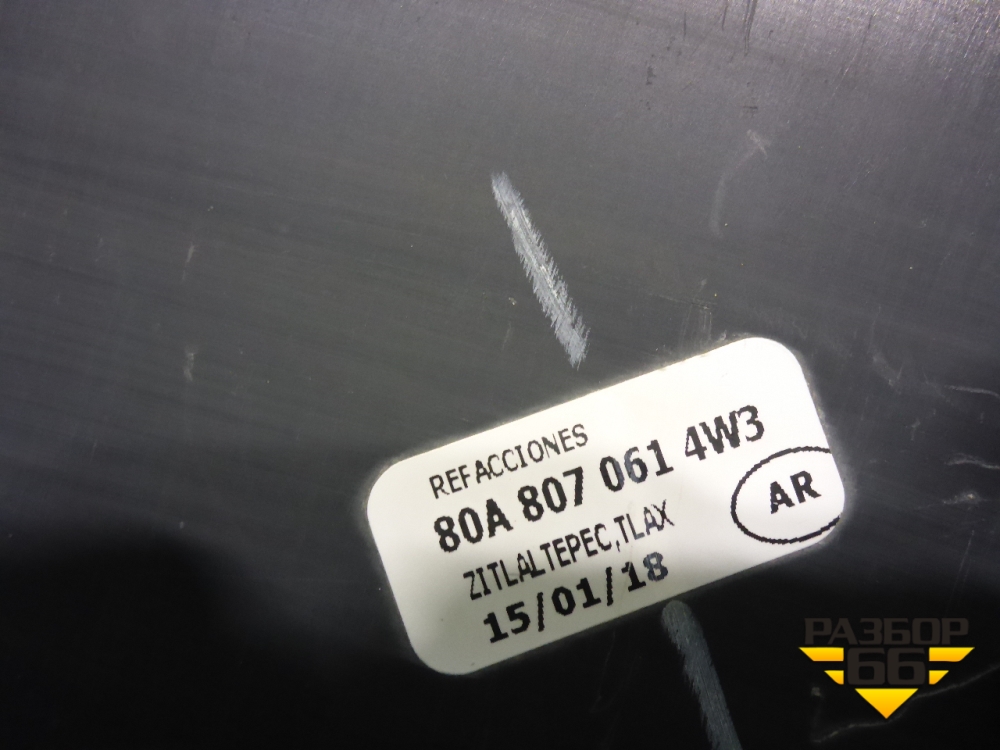 REFACCIONES
80A 807 061 4W3
AR
ZITLALTEPEC,TLAX
15/01/18
РАЗБОР
66